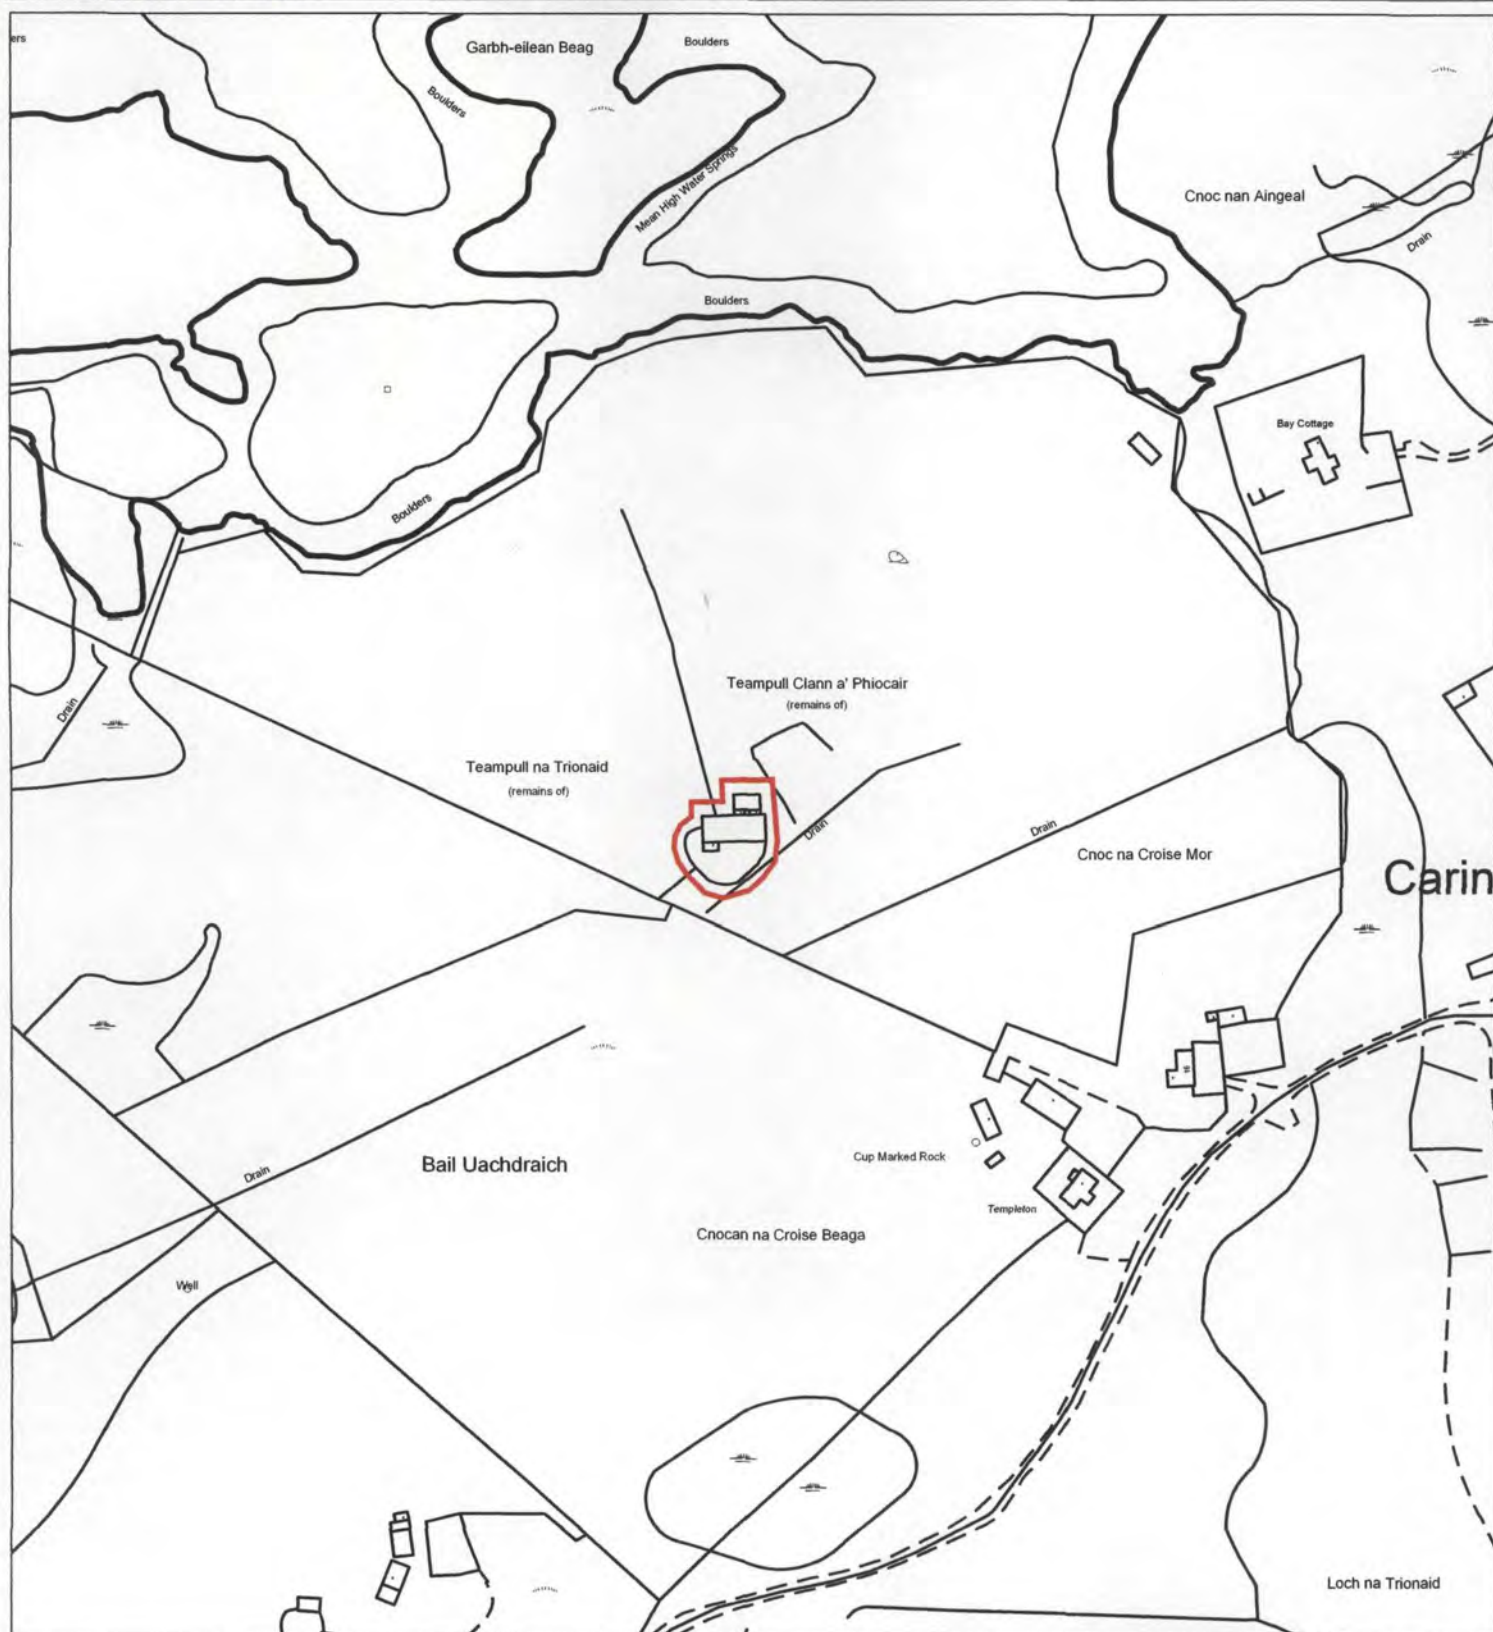 ers
Garbh-eilean Beag
Boulders
Boulders
Mean High Water Springs
Cnoc nan Aingeal
Drain
Boulders
Bay Cottage
Boulders
Teampull Clann a' Phiocair
(remains of)
Drain
Teampull na Trionaid
(remains of)
Drain
Drain
Cnoc na Croise Mor
Carin
16
Cup Marked Rock
Bail Uachdraich
Drain
Templeton
Cnocan na Croise Beaga
Well
Loch na Trionaid